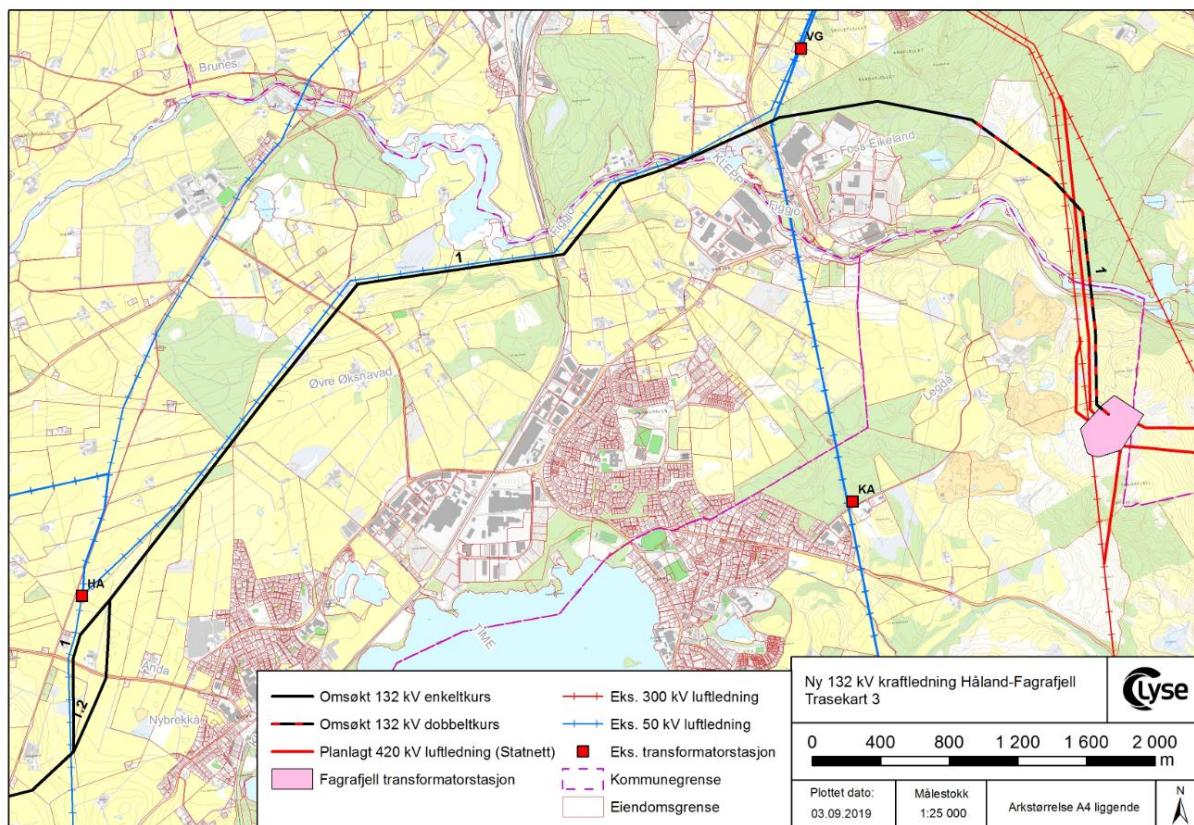 VG
Brunes
Foss-Eikeland
KLEPP
Figgjo
Figgjo
1
1
Øvre Øksnavad
Løgdå
KA
HA
TIME
1
Anda
1.2
Nybrekka
Omsøkt 132 kV enkeltkurs
Omsøkt 132 kV dobbeltkurs
Planlagt 420 kV luftledning (Statnett)
Fagrafjell transformatorstasjon
Eks. 300 kV luftledning
Eks. 50 kV luftledning
Eks. transformatorstasjon
Kommunegrense
Eiendomsgrense
Ny 132 kV kraftledning Håland-Fagrafjell
Trasekart 3
Lyse
0 400 800 1 200 1 600 2 000
m
Plottet dato:
03.09.2019
Målestokk
1:25 000
Arkstørrelse A4 liggende
N